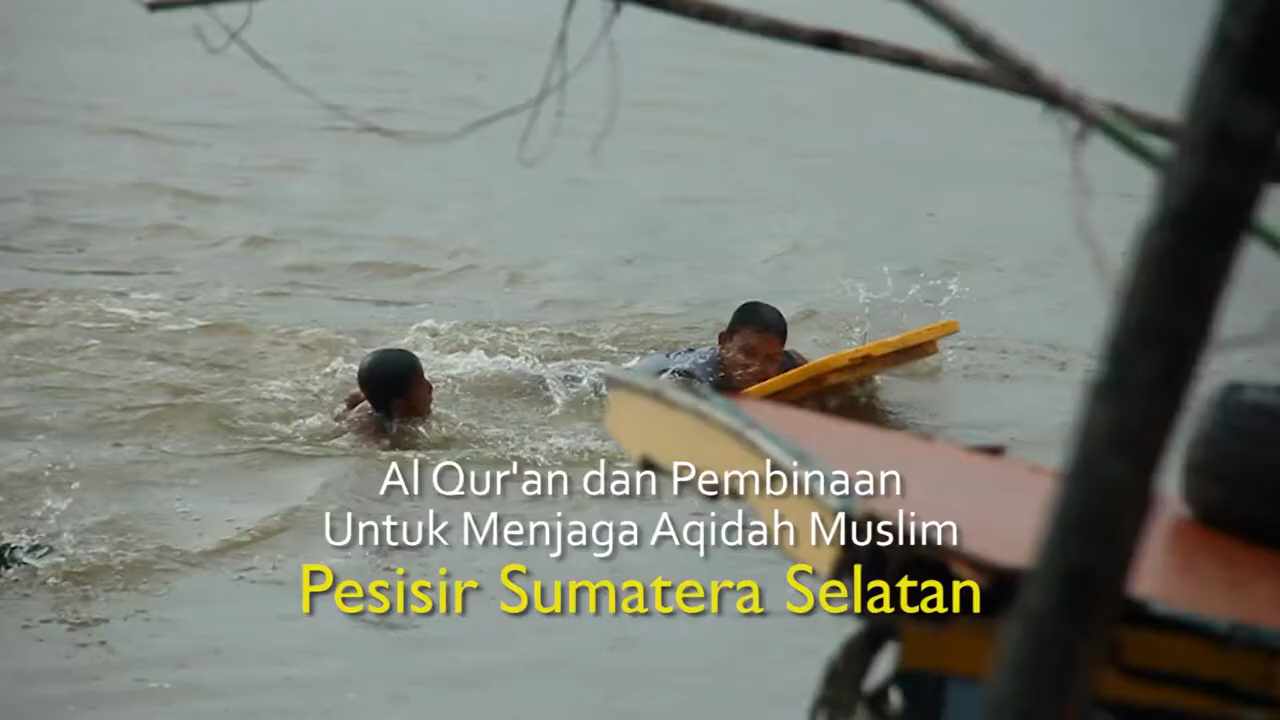 Al Qur'an dan Pembinaan
Untuk Menjaga Aqidah Muslim
Pesisir Sumatera Selatan